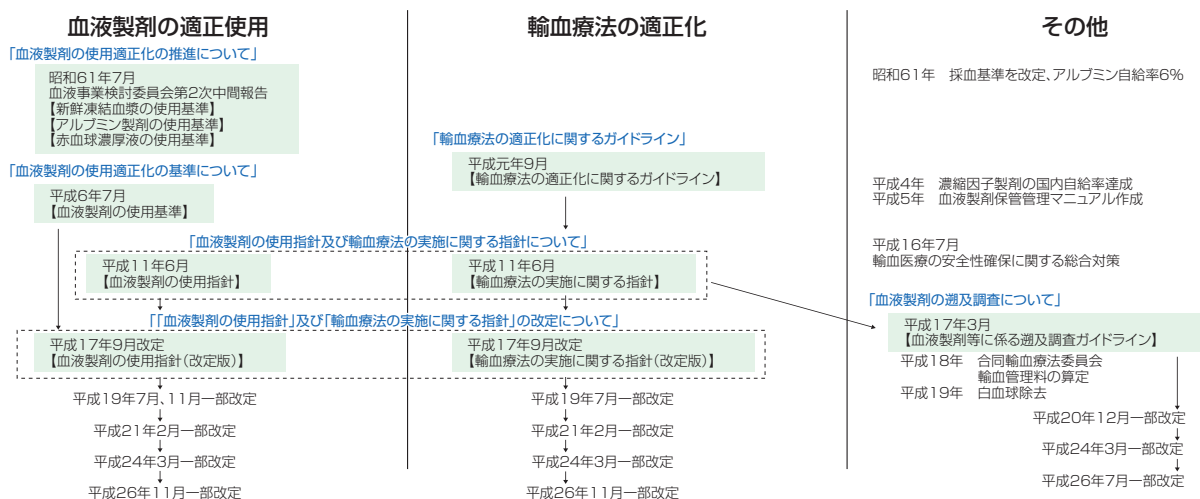 血液製剤の適正使用
「血液製剤の使用適正化の推進について」
昭和61年7月
血液事業検討委員会第2次中間報告
【新鮮凍結血漿の使用基準】
【アルブミン製剤の使用基準】
【赤血球濃厚液の使用基準】
「血液製剤の使用適正化の基準について」
平成6年7月
【血液製剤の使用基準】
輸血療法の適正化
「輸血療法の適正化に関するガイドライン」
平成元年9月
【輸血療法の適正化に関するガイドライン】
「血液製剤の使用指針及び輸血療法の実施に関する指針について」
平成11年6月
【血液製剤の使用指針】
平成11年6月
【輸血療法の実施に関する指針】
「「血液製剤の使用指針」及び「輸血療法の実施に関する指針」の改定について」
平成17年9月改定
【血液製剤の使用指針（改定版）】
平成17年9月改定
【輸血療法の実施に関する指針（改定版）】
平成19年7月、11月一部改定
平成21年2月一部改定
平成24年3月一部改定
平成26年11月一部改定
平成19年7月一部改定
平成21年2月一部改定
平成24年3月一部改定
平成26年11月一部改定
その他
昭和61年　採血基準を改定、アルブミン自給率6%
平成4年　濃縮因子製剤の国内自給率達成
平成5年　血液製剤保管管理マニュアル作成
平成16年7月
輸血医療の安全性確保に関する総合対策
「血液製剤の遡及調査について」
平成17年3月
【血液製剤等に係る遡及調査ガイドライン】
平成18年　合同輸血療法委員会
輸血管理料の算定
平成19年　白血球除去
平成20年12月一部改定
平成24年3月一部改定
平成26年7月一部改定